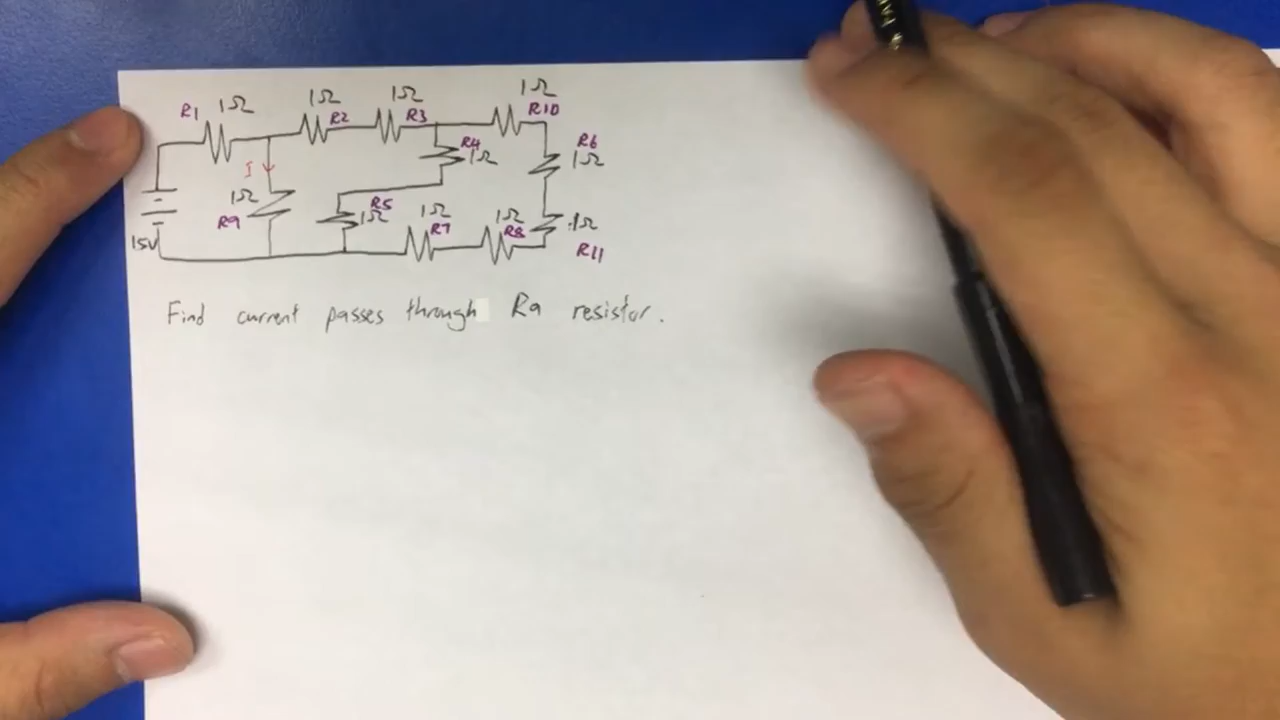 R1 1Ω 1Ω R2 1Ω R3 1Ω R10
R4 1Ω R6 1Ω
I 1Ω R9 R5 1Ω 1Ω R7 1Ω R8 1Ω R11
15V
Find current passes through R9 resistor.